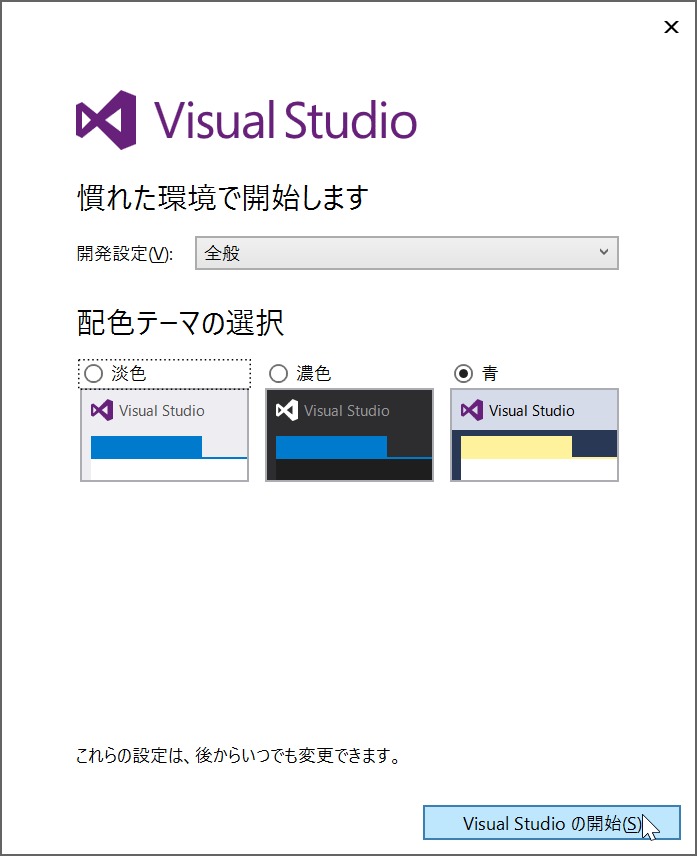 Visual Studio
慣れた環境で開始します
開発設定(V):
全般
配色テーマの選択
淡色
濃色
青
Visual Studio
Visual Studio
Visual Studio
これらの設定は、後からいつでも変更できます。
Visual Studio の開始(S)